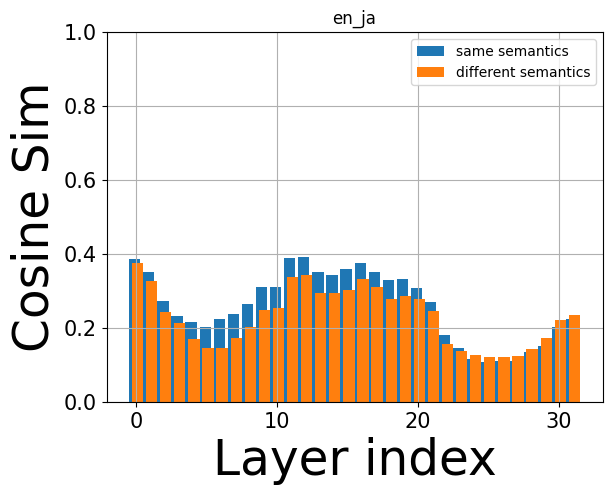 en_ja
same semantics
different semantics
Cosine Sim
1.0
0.8
0.6
0.4
0.2
0.0
0 10 20 30
Layer index